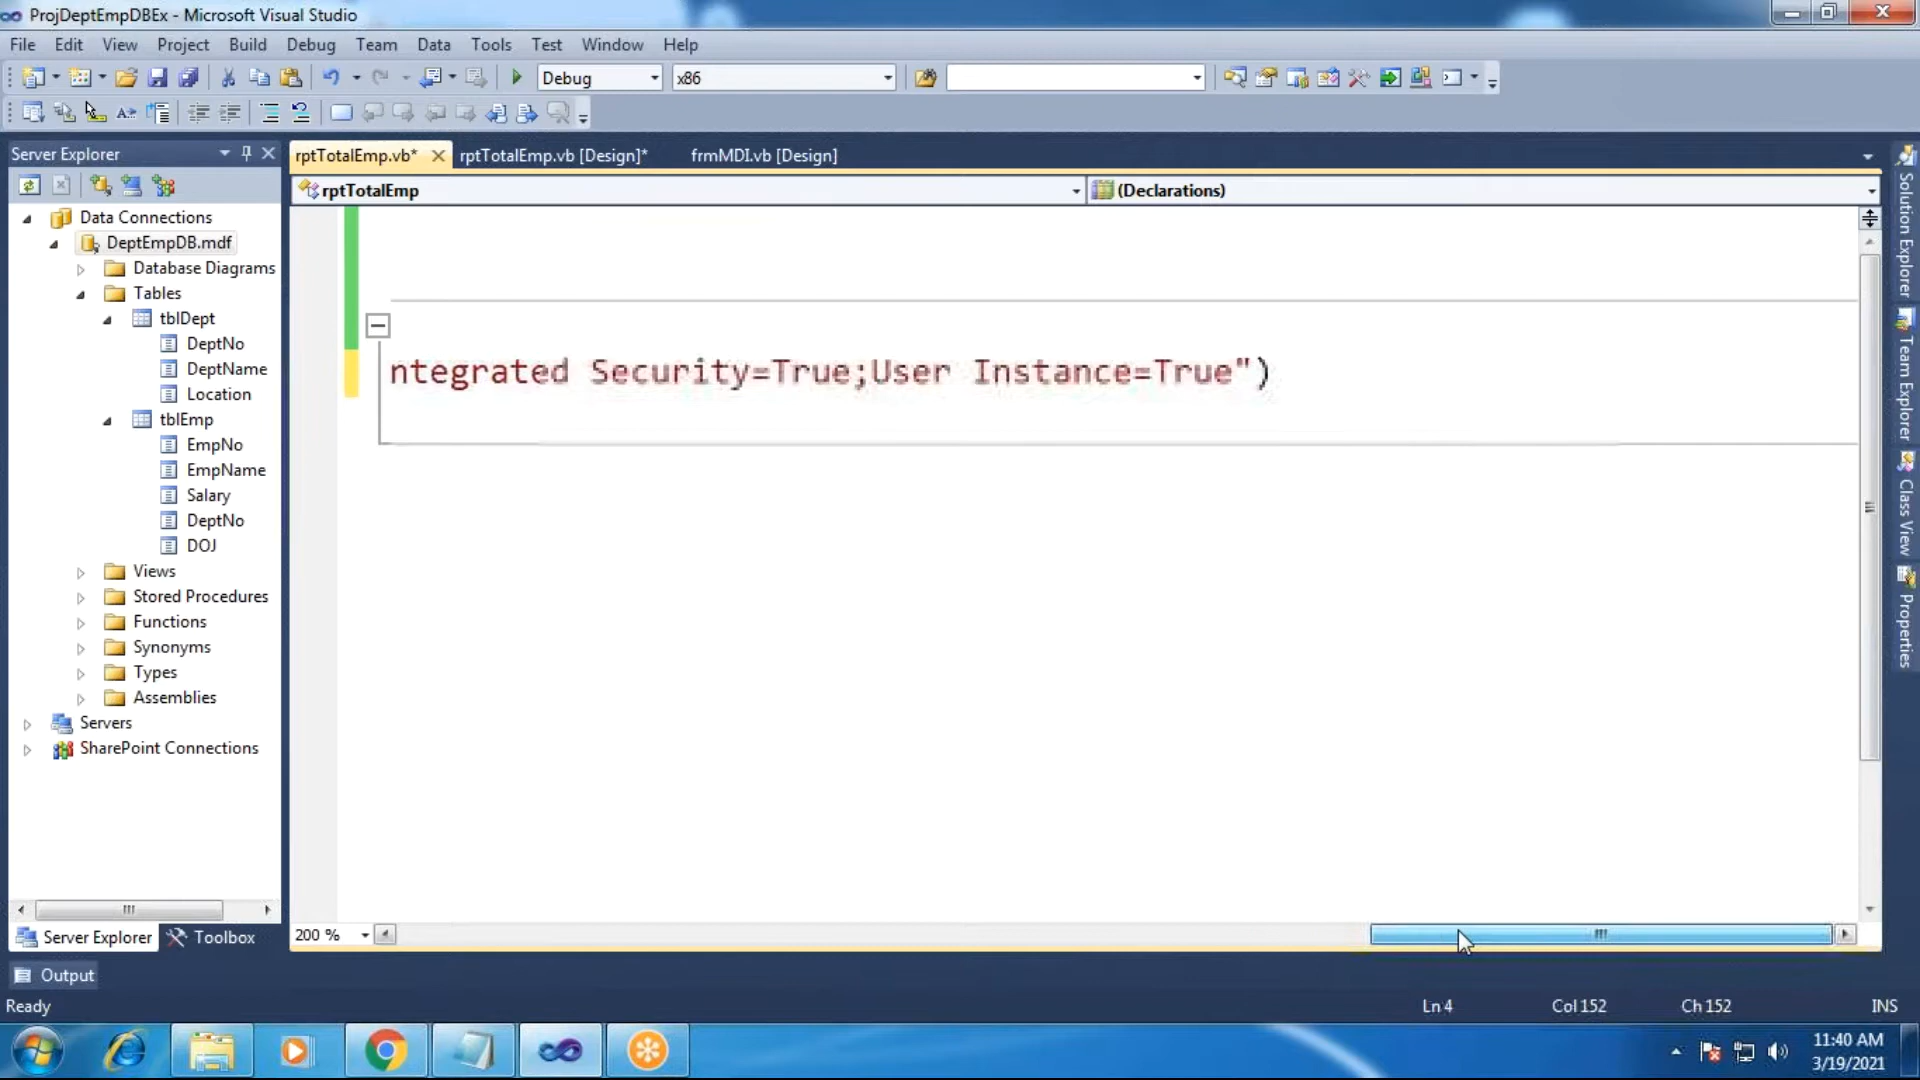 ProjDeptEmpDBEx - Microsoft Visual Studio
File Edit View Project Build Debug Team Data Tools Test Window Help
Debug x86
Server Explorer
rptTotalEmp.vb* rptTotalEmp.vb [Design]* frmMDI.vb [Design]
rptTotalEmp (Declarations)
Data Connections
DeptEmpDB.mdf
Database Diagrams
Tables
tblDept
DeptNo
DeptName
Location
tblEmp
EmpNo
EmpName
Salary
DeptNo
DOJ
Views
Stored Procedures
Functions
Synonyms
Types
Assemblies
Servers
SharePoint Connections
ntegrated Security=True;User Instance=True")
Solution Explorer
Team Explorer
Class View
Properties
200 %
Server Explorer Toolbox
Output
Ready Ln 4 Col 152 Ch 152 INS
11:40 AM
3/19/2021